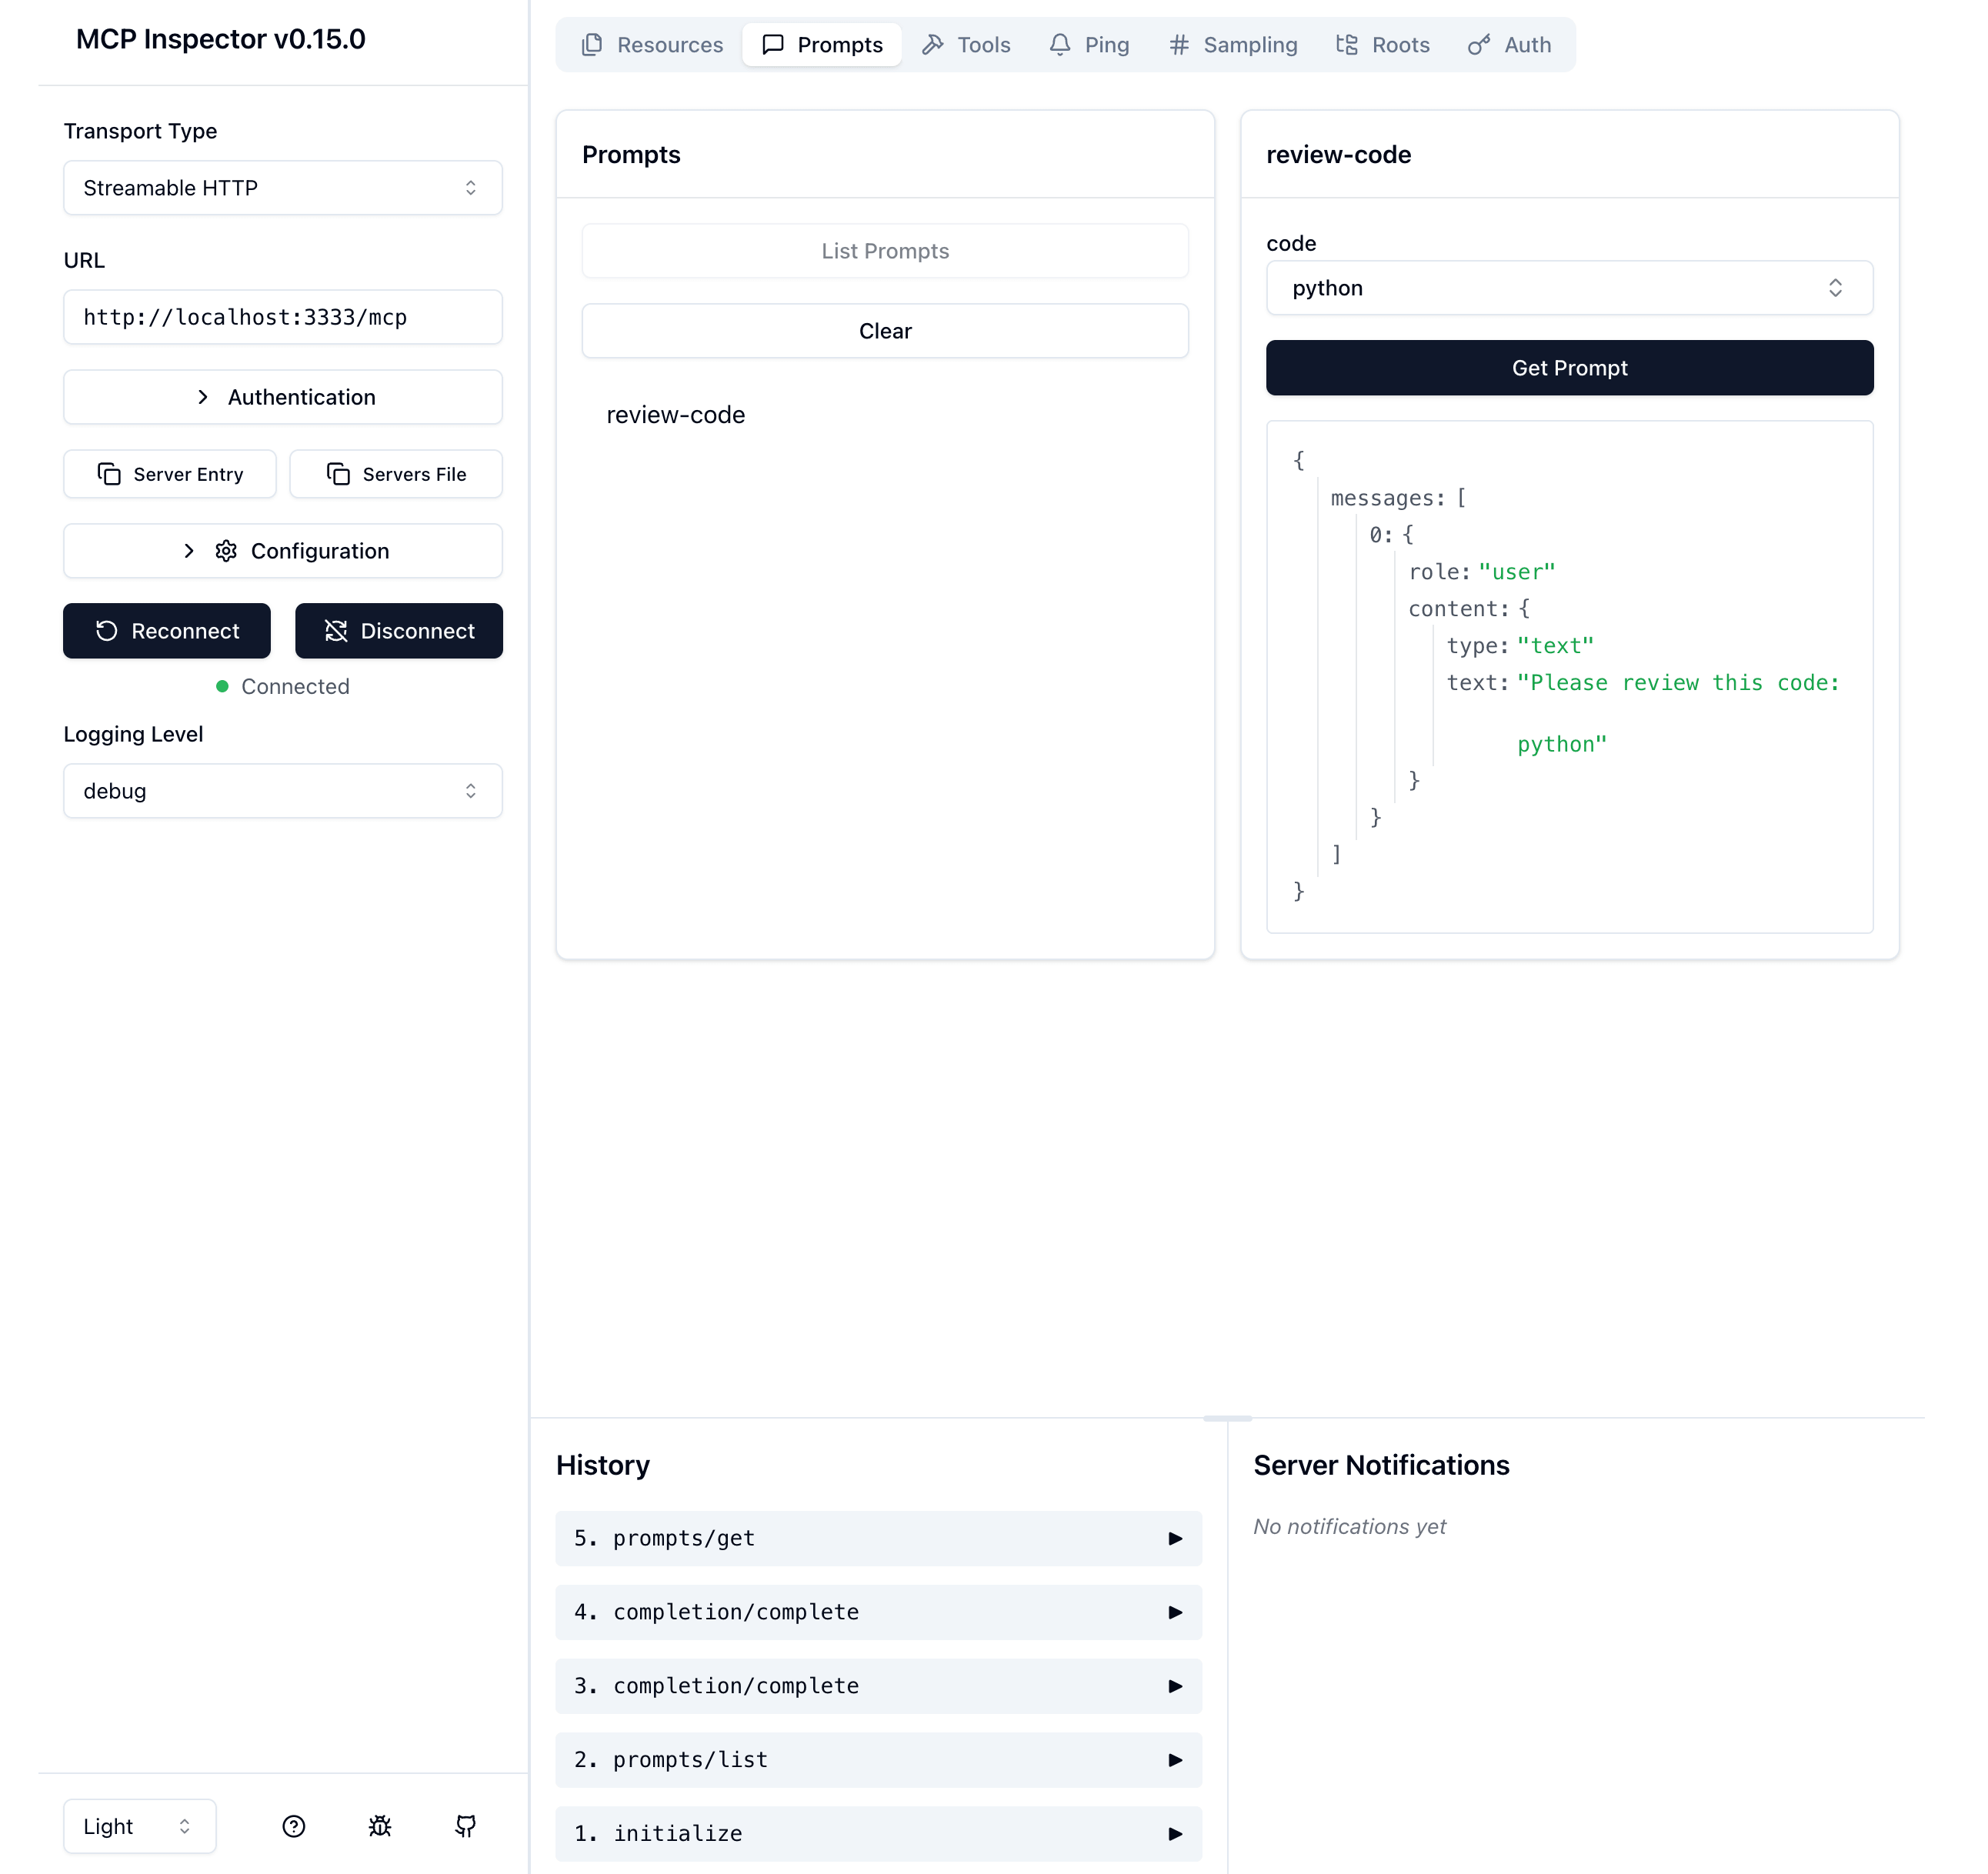 MCP Inspector v0.15.0
Transport Type
Streamable HTTP
URL
http://localhost:3333/mcp
Authentication
Server Entry
Servers File
Configuration
Reconnect
Disconnect
Connected
Logging Level
debug
Light
Resources
Prompts
Tools
Ping
Sampling
Roots
Auth
Prompts
List Prompts
Clear
review-code
review-code
code
python
Get Prompt
{
messages: [
0: {
role: "user"
content: {
type: "text"
text: "Please review this code:
python"
}
}
]
}
History
5. prompts/get
4. completion/complete
3. completion/complete
2. prompts/list
1. initialize
Server Notifications
No notifications yet